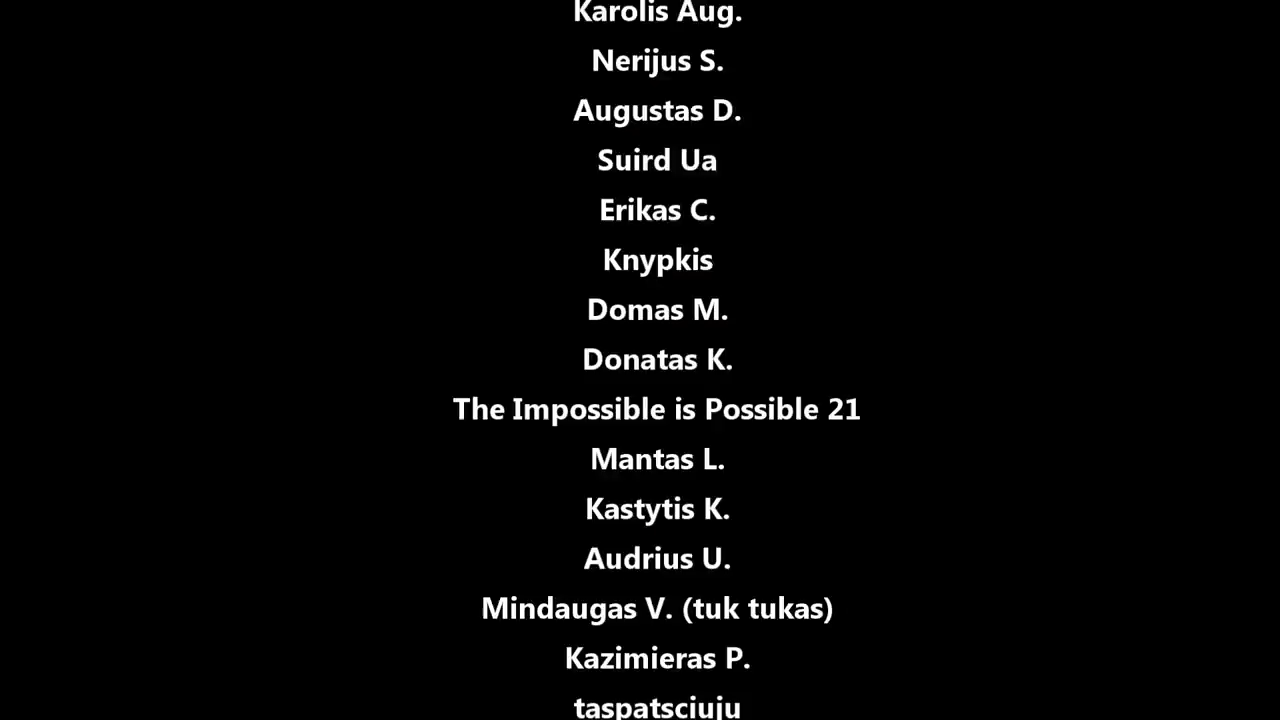 Karolis Aug.
Nerijus S.
Augustas D.
Suird Ua
Erikas C.
Knypkis
Domas M.
Donatas K.
The Impossible is Possible 21
Mantas L.
Kastytis K.
Audrius U.
Mindaugas V. (tuk tukas)
Kazimieras P.
taspatsciuju